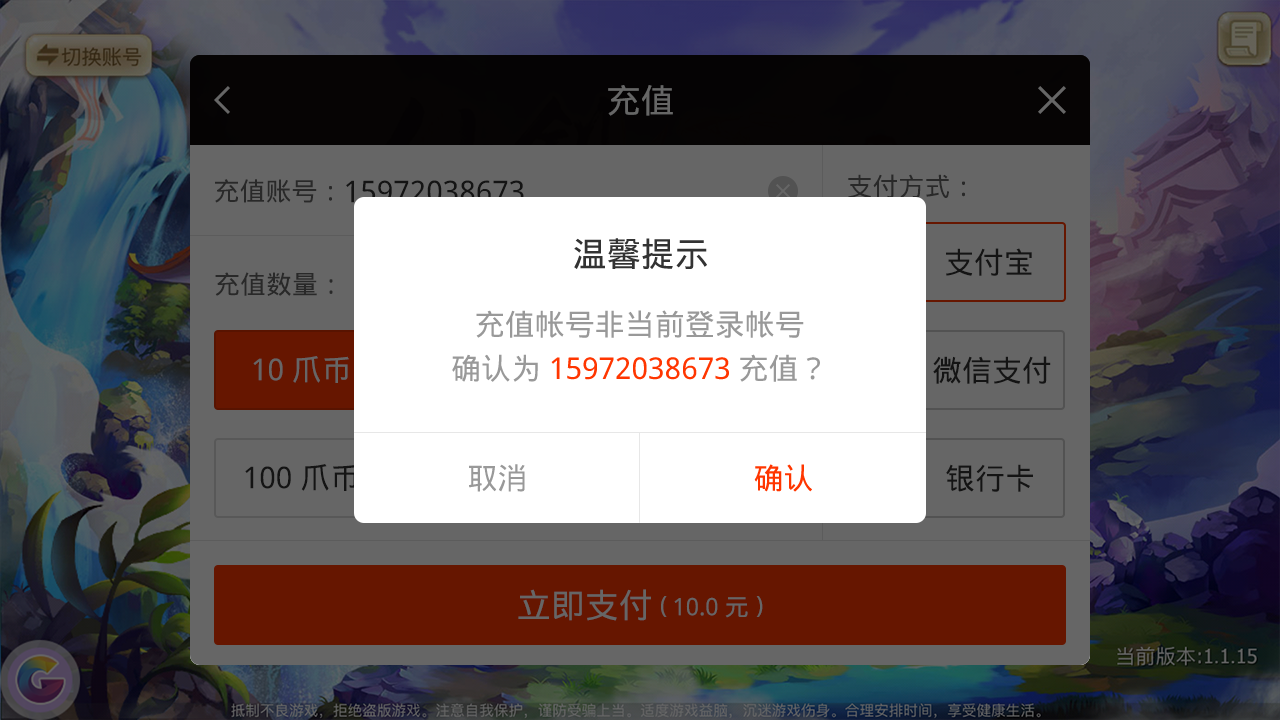 切换账号
充值
充值账号：15972038673
支付方式：
温馨提示
支付宝
充值数量：
充值帐号非当前登录帐号
确认为 15972038673 充值？
10 爪币
微信支付
100 爪币
取消
确认
银行卡
立即支付 ( 10.0 元 )
当前版本:1.1.15
抵制不良游戏，拒绝盗版游戏。注意自我保护，谨防受骗上当。适度游戏益脑，沉迷游戏伤身。合理安排时间，享受健康生活。